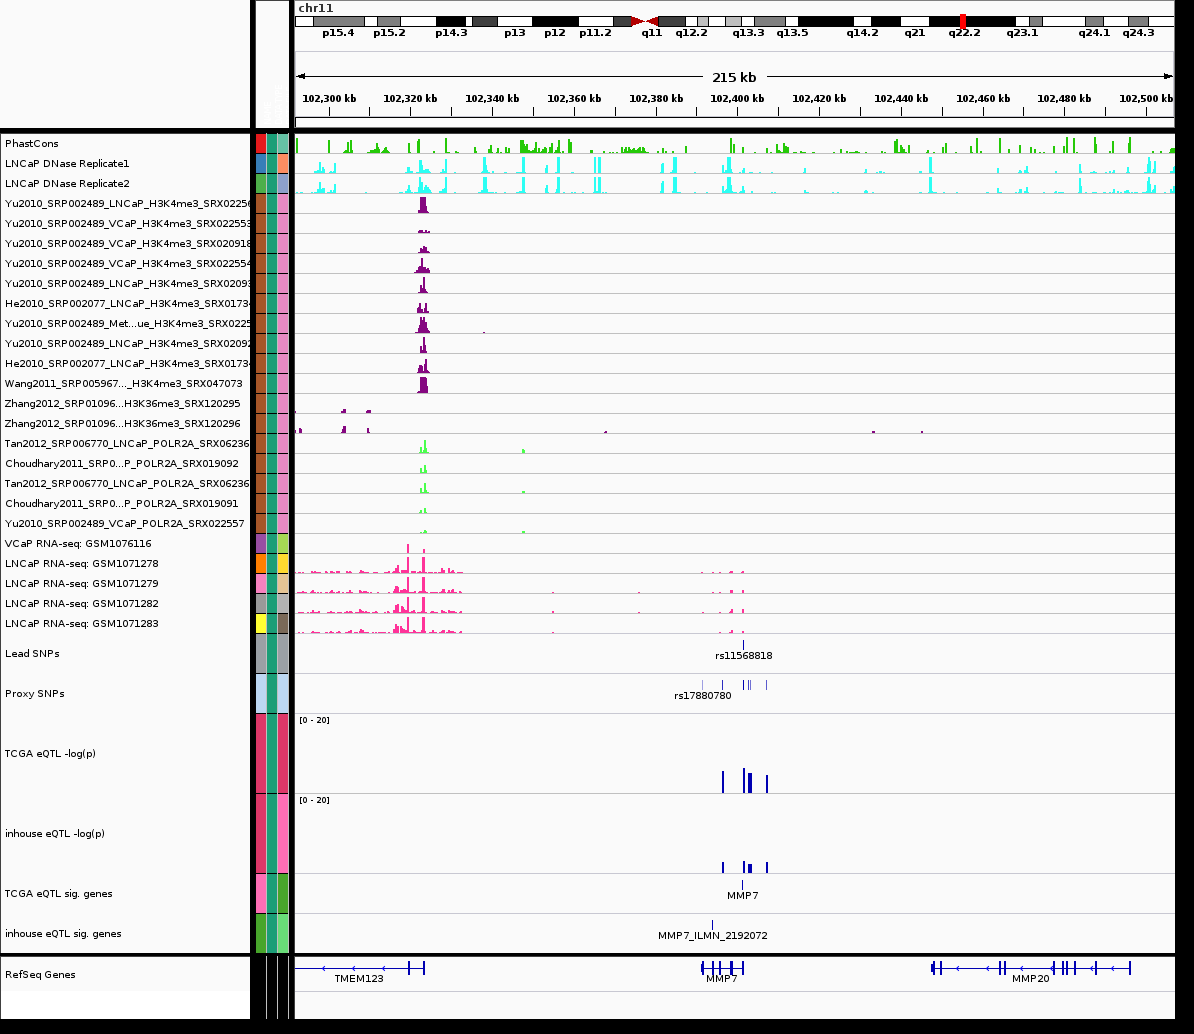 chr11
p15.4 p15.2 p14.3 p13 p12 p11.2 q11 q12.2 q13.3 q13.5 q14.2 q21 q22.2 q23.1 q24.1 q24.3
215 kb
102,300 kb 102,320 kb 102,340 kb 102,360 kb 102,380 kb 102,400 kb 102,420 kb 102,440 kb 102,460 kb 102,480 kb 102,500 kb
PhastCons
LNCaP DNase Replicate1
LNCaP DNase Replicate2
Yu2010_SRP002489_LNCaP_H3K4me3_SRX02256
Yu2010_SRP002489_VCaP_H3K4me3_SRX022553
Yu2010_SRP002489_VCaP_H3K4me3_SRX020918
Yu2010_SRP002489_VCaP_H3K4me3_SRX022554
Yu2010_SRP002489_LNCaP_H3K4me3_SRX02093
He2010_SRP002077_LNCaP_H3K4me3_SRX01734
Yu2010_SRP002489_Met...ue_H3K4me3_SRX0225
Yu2010_SRP002489_LNCaP_H3K4me3_SRX02092
He2010_SRP002077_LNCaP_H3K4me3_SRX01734
Wang2011_SRP005967..._H3K4me3_SRX047073
Zhang2012_SRP01096...H3K36me3_SRX120295
Zhang2012_SRP01096...H3K36me3_SRX120296
Tan2012_SRP006770_LNCaP_POLR2A_SRX06236
Choudhary2011_SRP0...P_POLR2A_SRX019092
Tan2012_SRP006770_LNCaP_POLR2A_SRX06236
Choudhary2011_SRP0...P_POLR2A_SRX019091
Yu2010_SRP002489_VCaP_POLR2A_SRX022557
VCaP RNA-seq: GSM1076116
LNCaP RNA-seq: GSM1071278
LNCaP RNA-seq: GSM1071279
LNCaP RNA-seq: GSM1071282
LNCaP RNA-seq: GSM1071283
Lead SNPs
rs11568818
Proxy SNPs
rs17880780
[0 - 20]
TCGA eQTL -log(p)
[0 - 20]
inhouse eQTL -log(p)
TCGA eQTL sig. genes
MMP7
inhouse eQTL sig. genes
MMP7_ILMN_2192072
RefSeq Genes
TMEM123 MMP7 MMP20